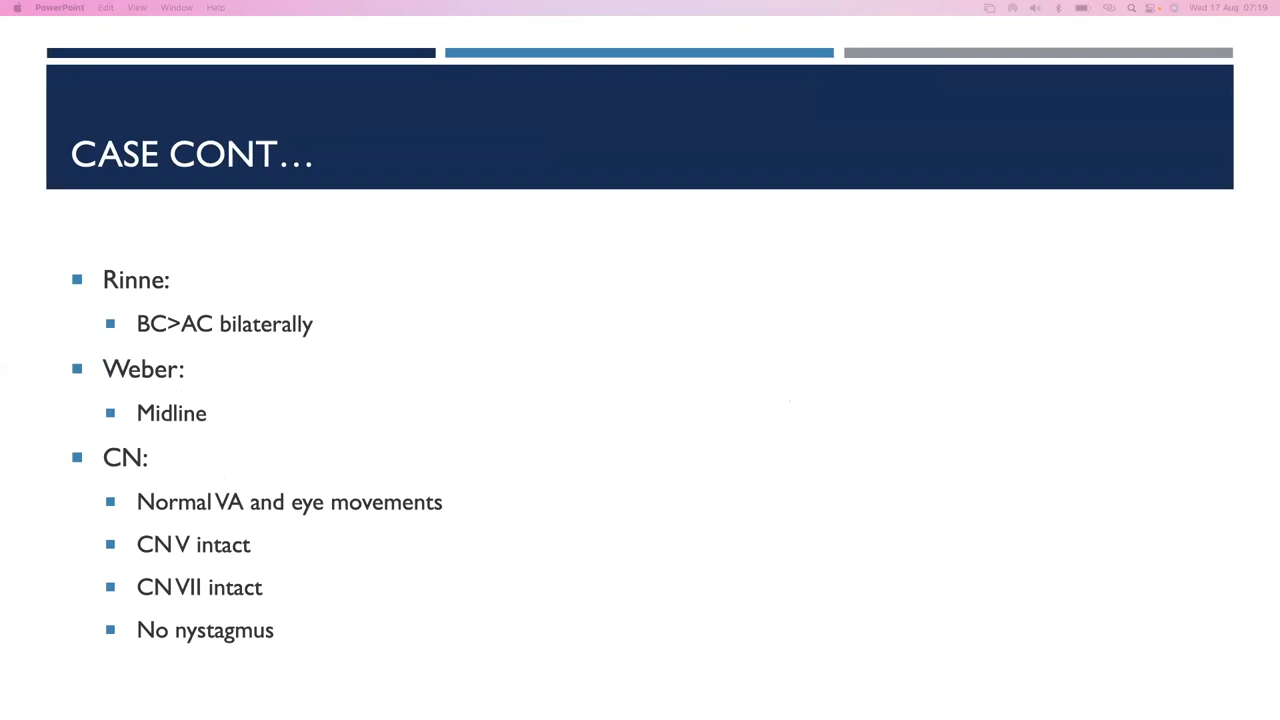 PowerPoint Edit View Window Help Wed 17 Aug 07:19
CASE CONT...
Rinne:
BC>AC bilaterally
Weber:
Midline
CN:
Normal VA and eye movements
CN V intact
CN VII intact
No nystagmus